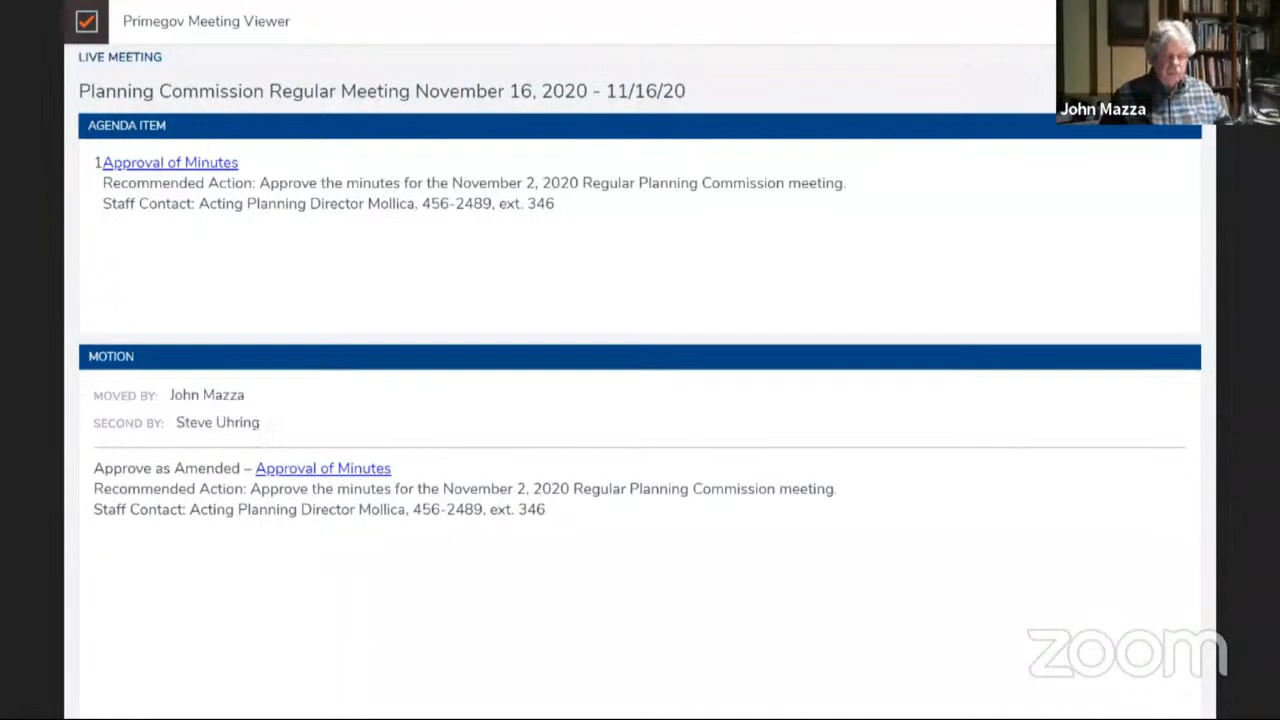 Primegov Meeting Viewer
LIVE MEETING
Planning Commission Regular Meeting November 16, 2020 - 11/16/20
John Mazza
AGENDA ITEM
1Approval of Minutes
Recommended Action: Approve the minutes for the November 2, 2020 Regular Planning Commission meeting.
Staff Contact: Acting Planning Director Mollica, 456-2489, ext. 346
MOTION
MOVED BY: John Mazza
SECOND BY: Steve Uhring
Approve as Amended – Approval of Minutes
Recommended Action: Approve the minutes for the November 2, 2020 Regular Planning Commission meeting.
Staff Contact: Acting Planning Director Mollica, 456-2489, ext. 346
zoom